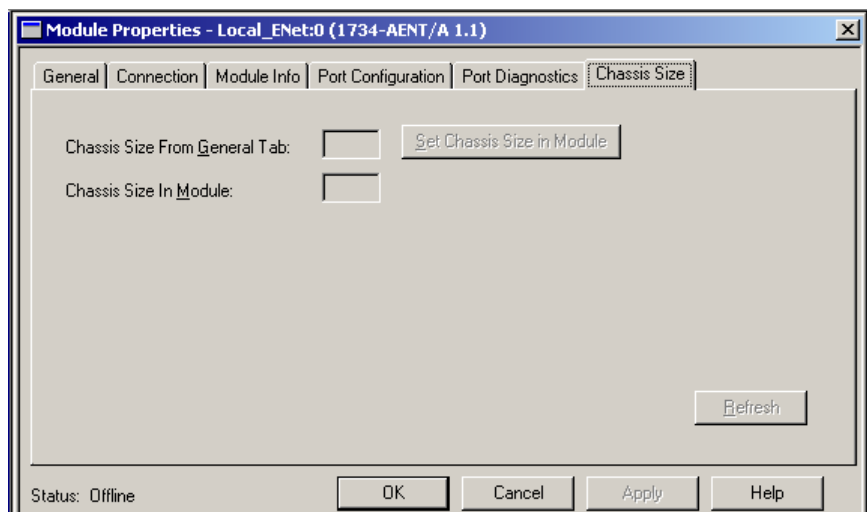 Module Properties - Local_ENet:0 (1734-AENT/A 1.1)
General Connection Module Info Port Configuration Port Diagnostics Chassis Size
Chassis Size From General Tab: Set Chassis Size in Module
Chassis Size In Module:
Refresh
Status: Offline OK Cancel Apply Help